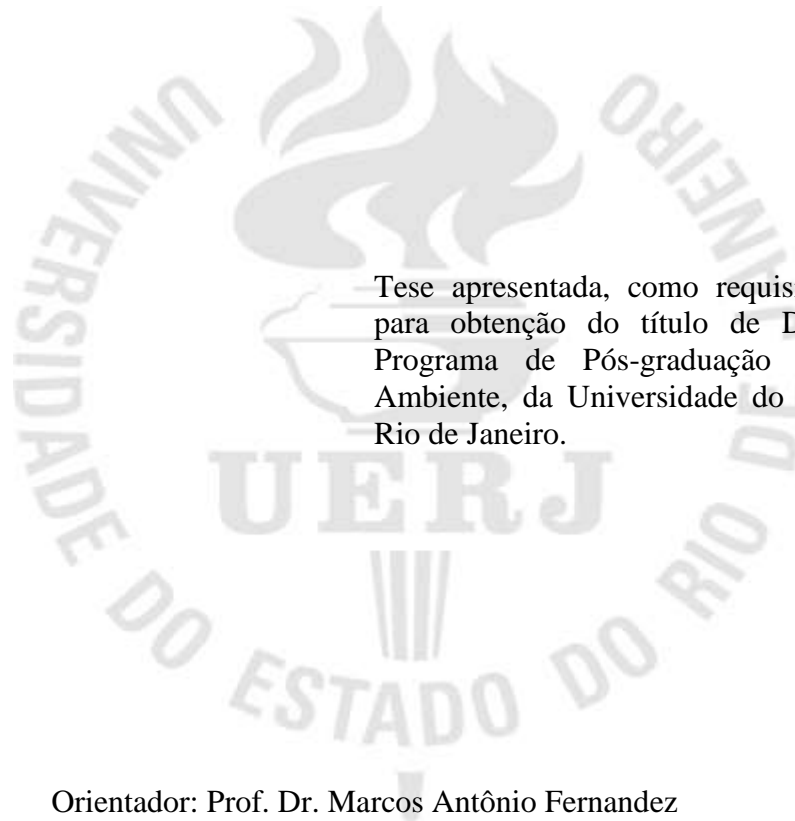 Tese apresentada, como
para obtenção do título de
Programa de Pós-graduação
Ambiente, da Universidade do
Rio de Janeiro.
UNIVERSIDADE DO ESTADO DO RIO DE JANEIRO
UERJ
Orientador: Prof. Dr. Marcos Antônio Fernandez